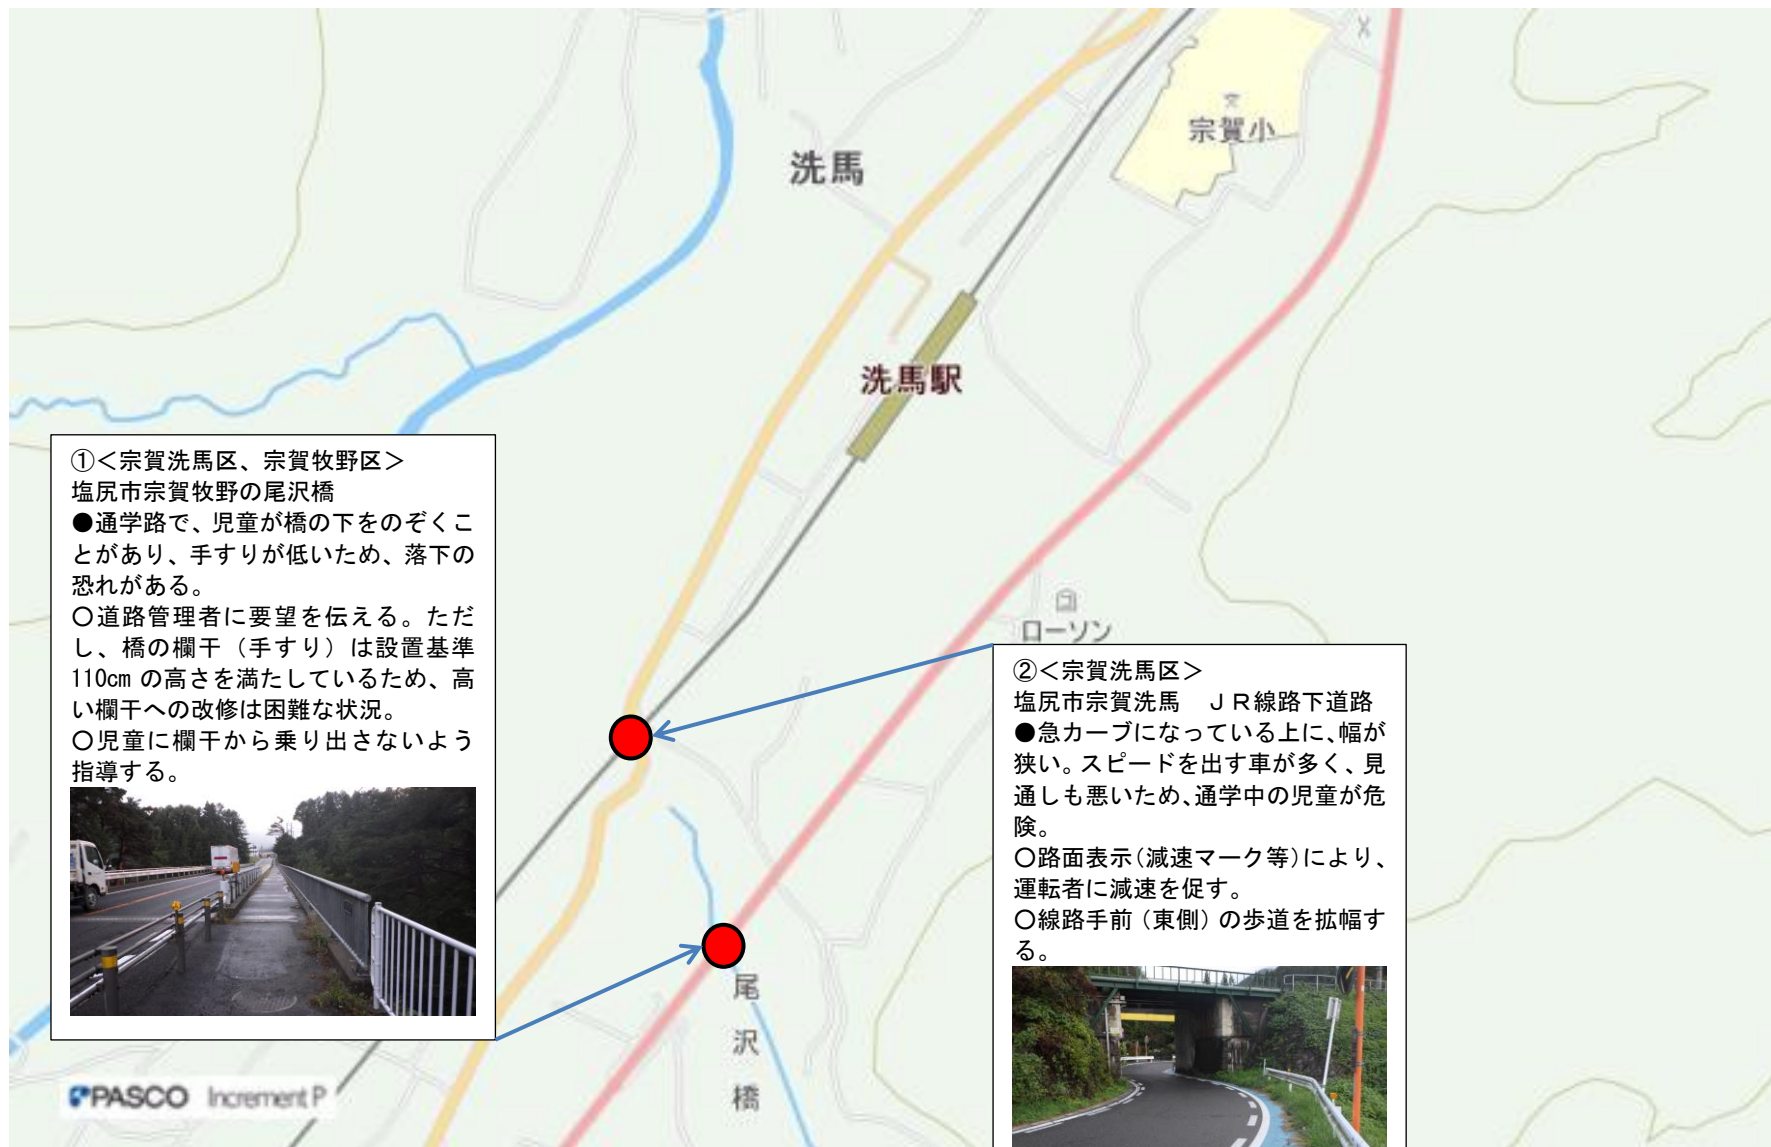 宗賀小
洗馬
洗馬駅
①＜宗賀洗馬区、宗賀牧野区＞
塩尻市宗賀牧野の尾沢橋
●通学路で、児童が橋の下をのぞくこ
とがあり、手すりが低いため、落下の
恐れがある。
○道路管理者に要望を伝える。ただ
し、橋の欄干（手すり）は設置基準
110cm の高さを満たしているため、高
い欄干への改修は困難な状況。
○児童に欄干から乗り出さないよう
指導する。
ローソン
②＜宗賀洗馬区＞
塩尻市宗賀洗馬　ＪＲ線路下道路
●急カーブになっている上に、幅が
狭い。スピードを出す車が多く、見
通しも悪いため、通学中の児童が危
険。
○路面表示（減速マーク等）により、
運転者に減速を促す。
○線路手前（東側）の歩道を拡幅す
る。
尾沢橋
PASCO Increment P